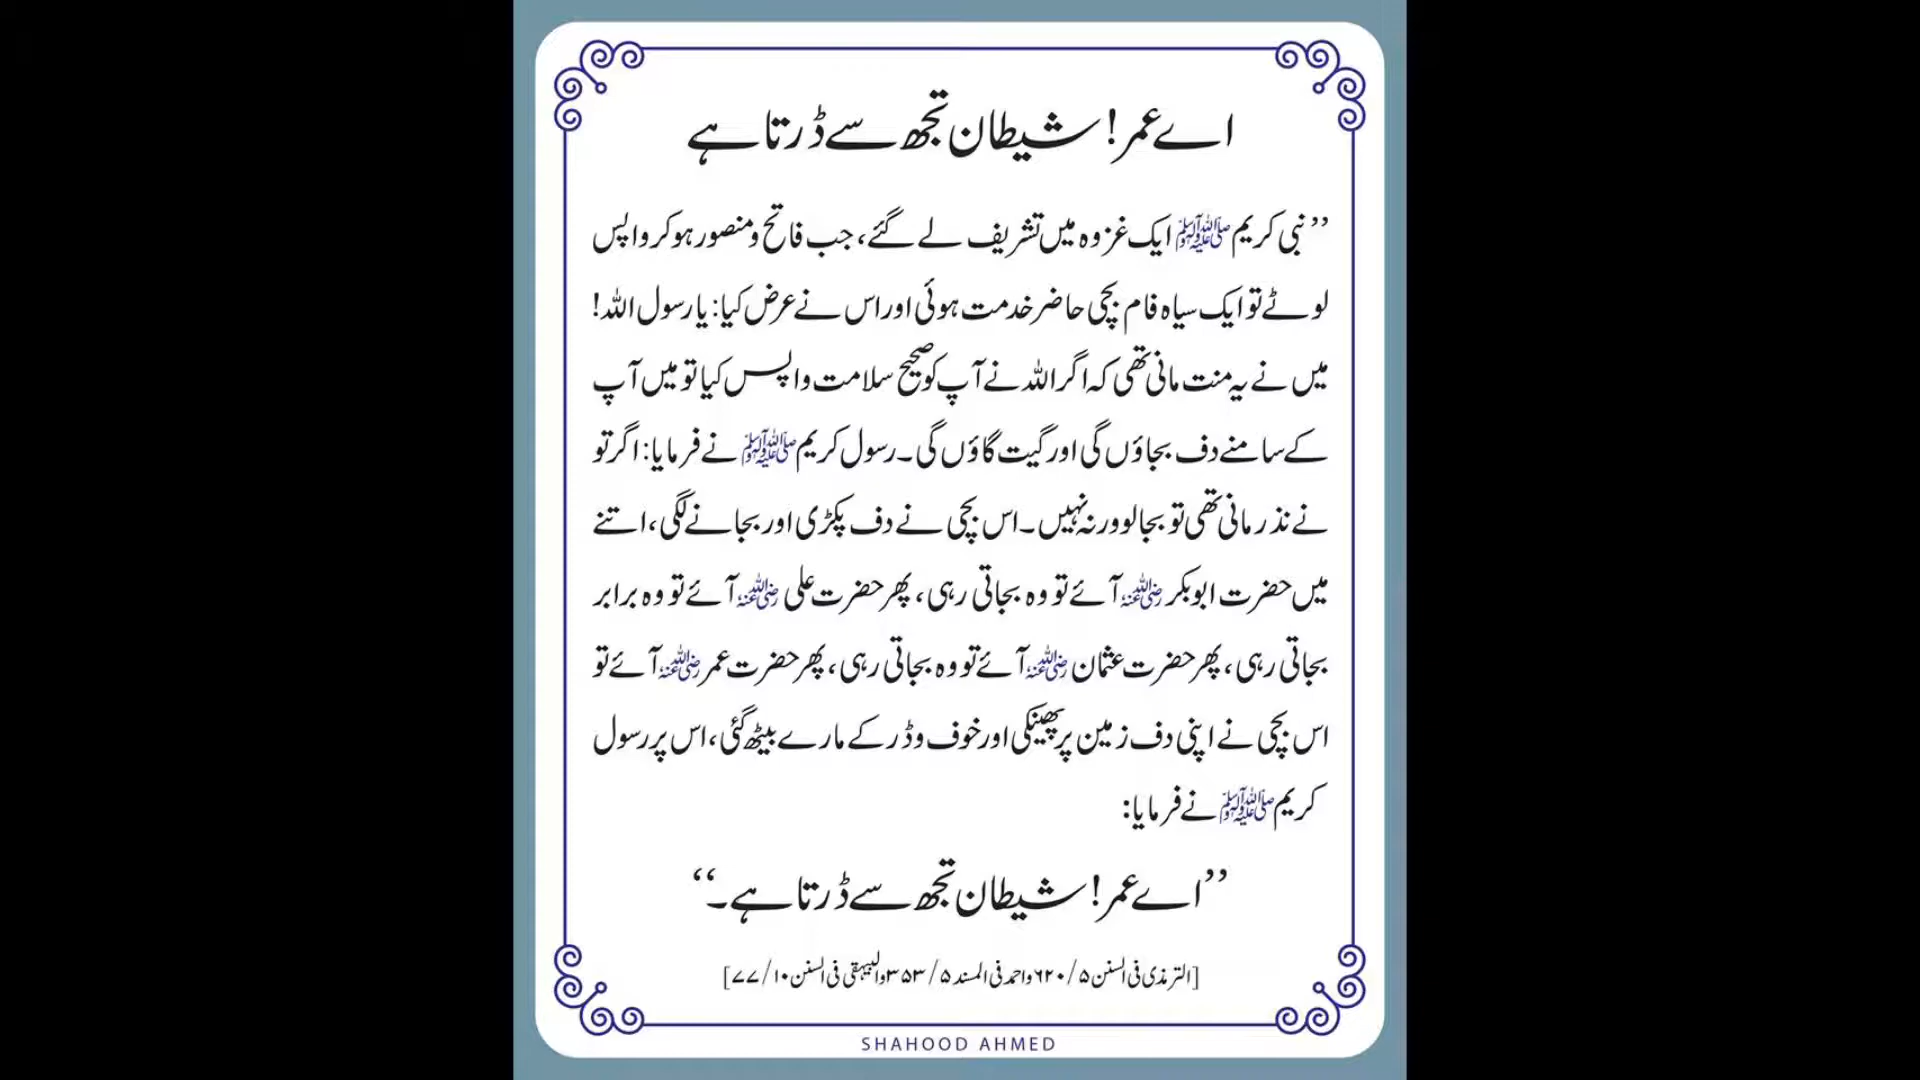 اے عمر! شیطان تجھ سے ڈرتا ہے
’’نبی کریم ﷺ ایک غزوہ میں تشریف لے گئے، جب فاتح و منصور ہو کر واپس
لوٹے تو ایک سیاہ فام بچی حاضر خدمت ہوئی اور اس نے عرض کیا: یا رسول اللہ!
میں نے یہ منت مانی تھی کہ اگر اللہ نے آپ کو صحیح سلامت واپس کیا تو میں آپ
کے سامنے دف بجاؤں گی اور گیت گاؤں گی۔ رسول کریم ﷺ نے فرمایا: اگر تو
نے نذر مانی تھی تو بجا لو ورنہ نہیں۔ اس بچی نے دف پکڑی اور بجانے لگی، اتنے
میں حضرت ابوبکر رضی اللہ عنہ آئے تو وہ بجاتی رہی، پھر حضرت علی رضی اللہ عنہ آئے تو وہ برابر
بجاتی رہی، پھر حضرت عثمان رضی اللہ عنہ آئے تو وہ بجاتی رہی، پھر حضرت عمر رضی اللہ عنہ آئے تو
اس بچی نے اپنی دف زمین پر پھینکی اور خوف و ڈر کے مارے بیٹھ گئی، اس پر رسول
کریم ﷺ نے فرمایا:
’’اے عمر! شیطان تجھ سے ڈرتا ہے۔‘‘
[الترمذی فی السنن ۵/ ۶۲۰ واحمد فی المسند ۵/ ۳۵۳ والبیہقی فی السنن ۱۰/ ۷۷]
SHAHOOD AHMED